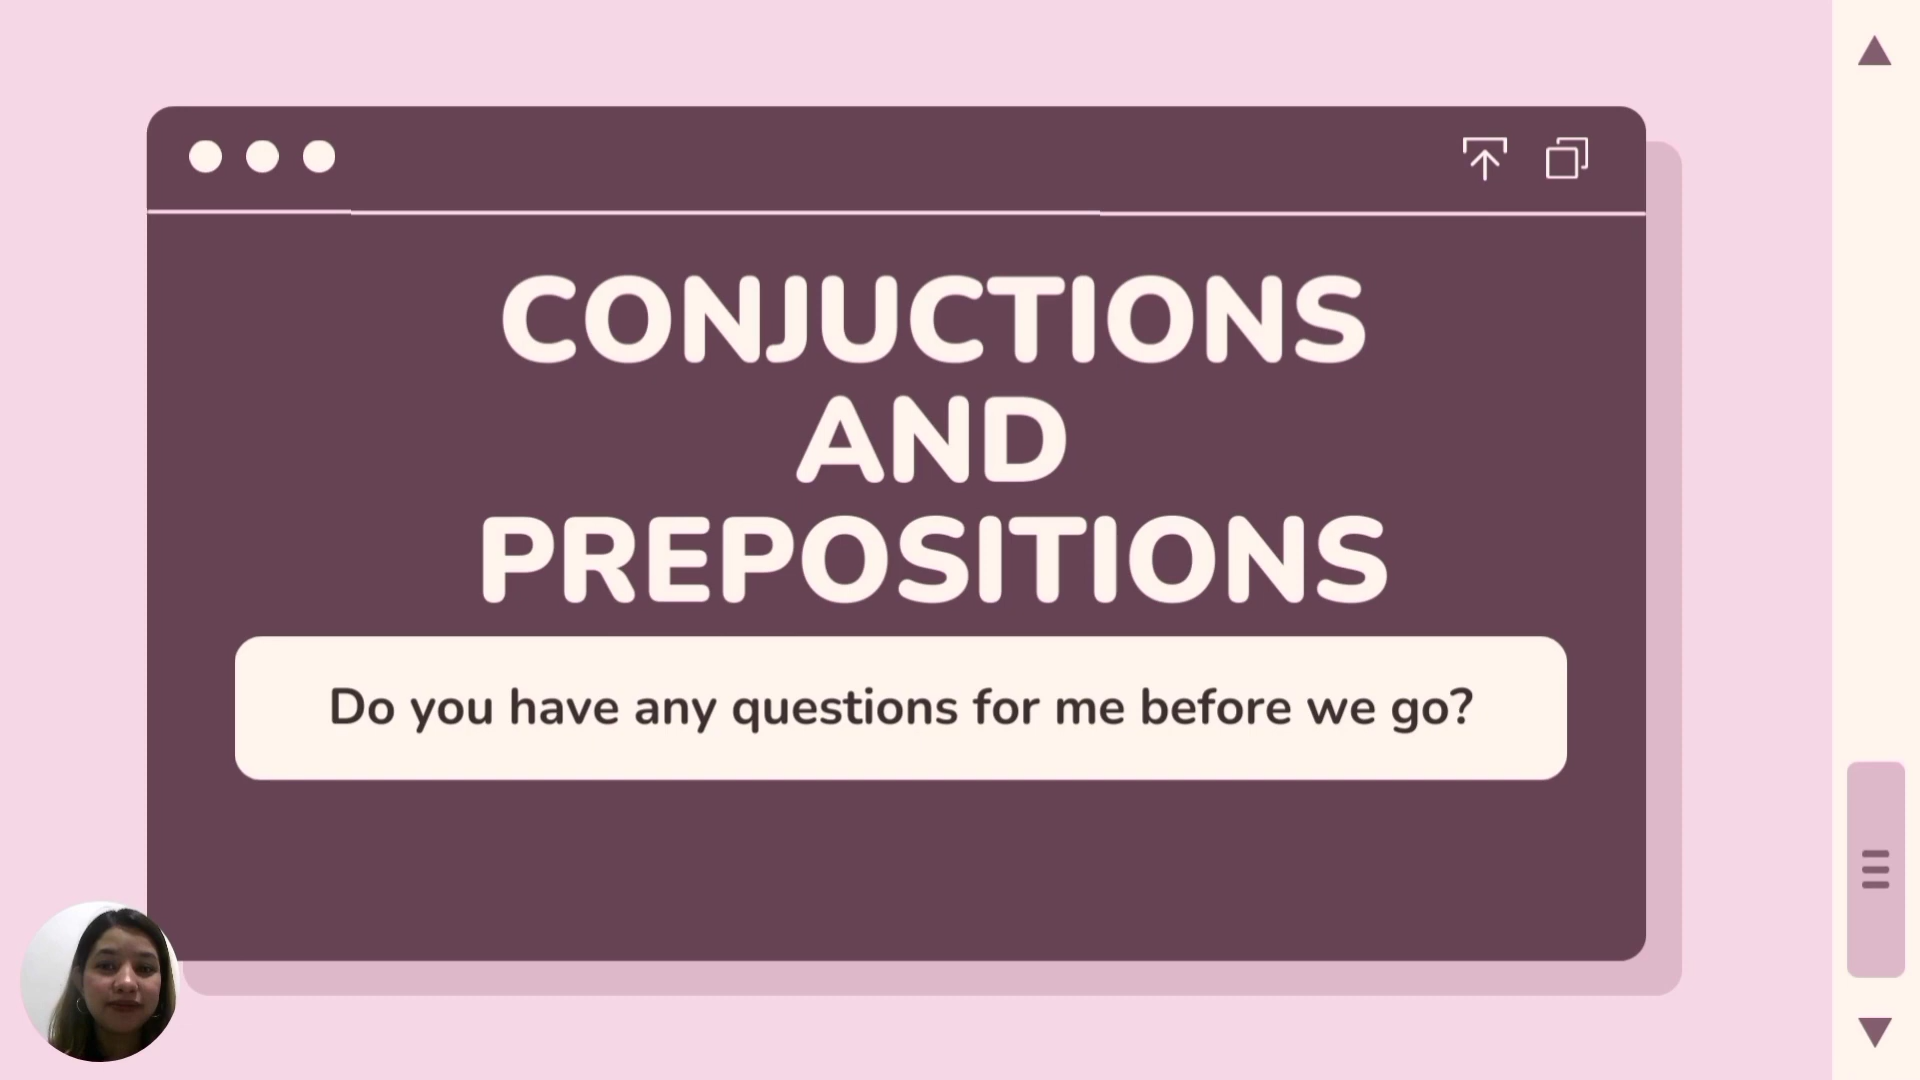 CONJUCTIONS
AND
PREPOSITIONS
Do you have any questions for me before we go?